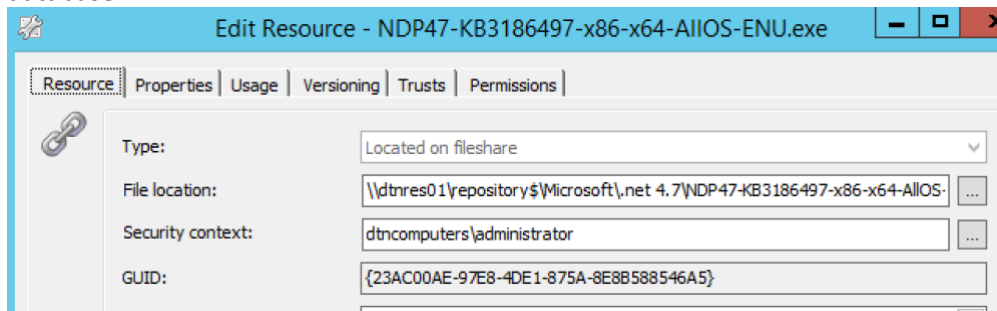 Edit Resource - NDP47-KB3186497-x86-x64-AllOS-ENU.exe
Resource Properties Usage Versioning Trusts Permissions
Type: Located on fileshare
File location: \\dtnres01\repository$\Microsoft\.net 4.7\NDP47-KB3186497-x86-x64-AllOS- ...
Security context: dtncomputers\administrator ...
GUID: {23AC00AE-97E8-4DE1-875A-8E8B588546A5}